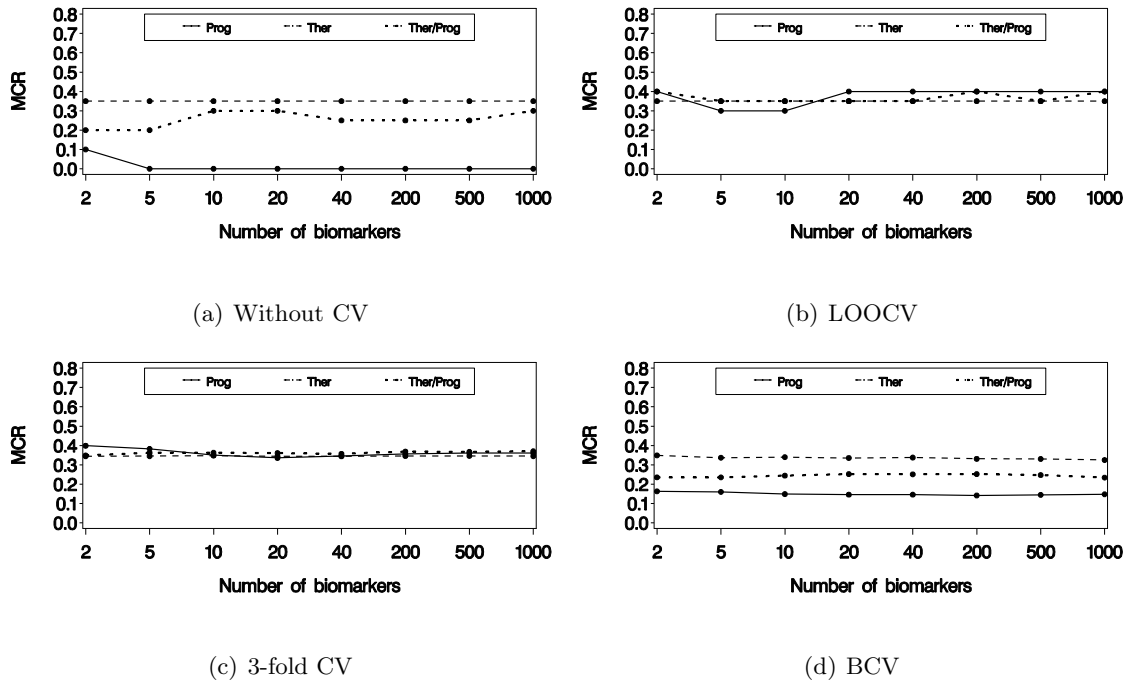 MCR
0.8
0.7
0.6
0.5
0.4
0.3
0.2
0.1
0.0
Prog Ther Ther/Prog
2 5 10 20 40 200 500 1000
Number of biomarkers
(a) Without CV
MCR
0.8
0.7
0.6
0.5
0.4
0.3
0.2
0.1
0.0
Prog Ther Ther/Prog
2 5 10 20 40 200 500 1000
Number of biomarkers
(b) LOOCV
MCR
0.8
0.7
0.6
0.5
0.4
0.3
0.2
0.1
0.0
Prog Ther Ther/Prog
2 5 10 20 40 200 500 1000
Number of biomarkers
(c) 3-fold CV
MCR
0.8
0.7
0.6
0.5
0.4
0.3
0.2
0.1
0.0
Prog Ther Ther/Prog
2 5 10 20 40 200 500 1000
Number of biomarkers
(d) BCV